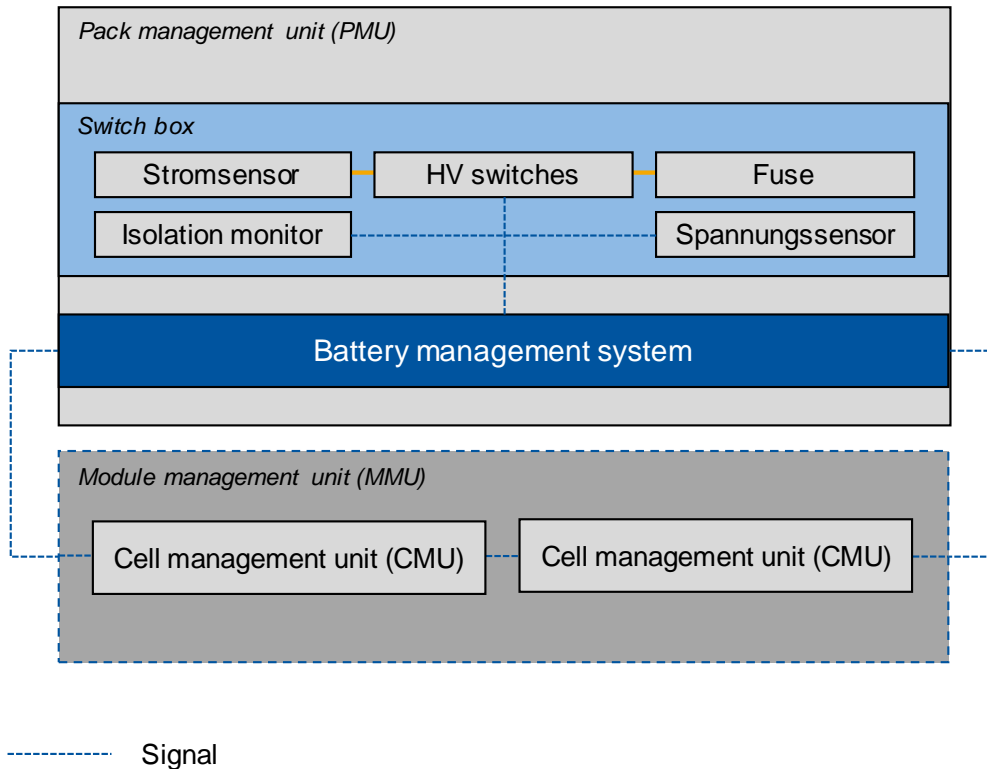 Pack management unit (PMU)
Switch box
Stromsensor
HV switches
Fuse
Isolation monitor
Spannungssensor
Battery management system
Module management unit (MMU)
Cell management unit (CMU)
Cell management unit (CMU)
Signal